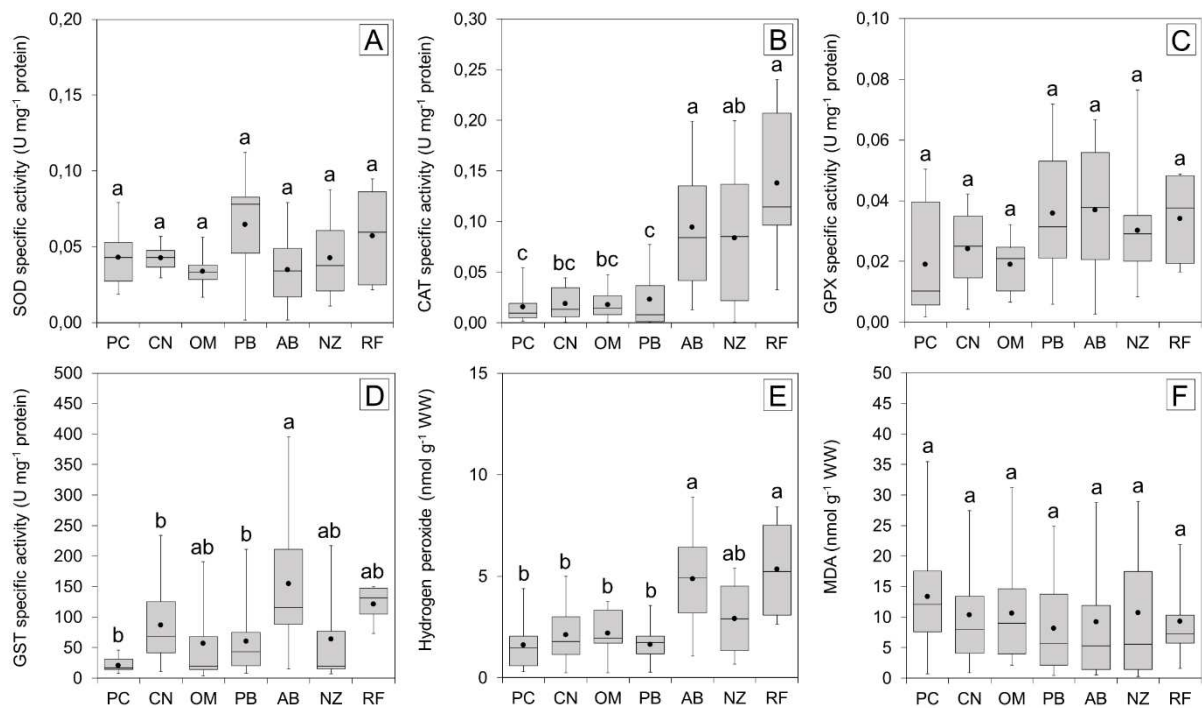 A
SOD specific activity (U mg⁻¹ protein)
0,20
0,15
0,10
0,05
0,00
a a a a a a a
PC CN OM PB AB NZ RF
B
CAT specific activity (U mg⁻¹ protein)
0,30
0,25
0,20
0,15
0,10
0,05
0,00
c bc bc c a ab a
PC CN OM PB AB NZ RF
C
GPX specific activity (U mg⁻¹ protein)
0,10
0,08
0,06
0,04
0,02
0,00
a a a a a a a
PC CN OM PB AB NZ RF
D
GST specific activity (U mg⁻¹ protein)
500
450
400
350
300
250
200
150
100
50
0
b b ab b a ab ab
PC CN OM PB AB NZ RF
E
Hydrogen peroxide (nmol g⁻¹ WW)
15
10
5
0
b b b b a ab a
PC CN OM PB AB NZ RF
F
MDA (nmol g⁻¹ WW)
50
45
40
35
30
25
20
15
10
5
0
a a a a a a a
PC CN OM PB AB NZ RF